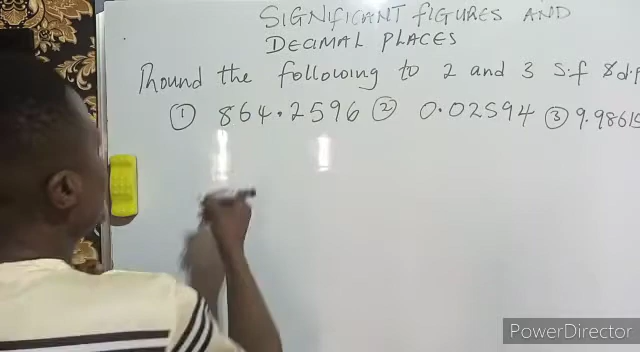 SIGNIFICANT FIGURES AND
DECIMAL PLACES
Round the following to 2 and 3 s.f & d.p
① 864.2596 ② 0.02594 ③ 9.98615
PowerDirector